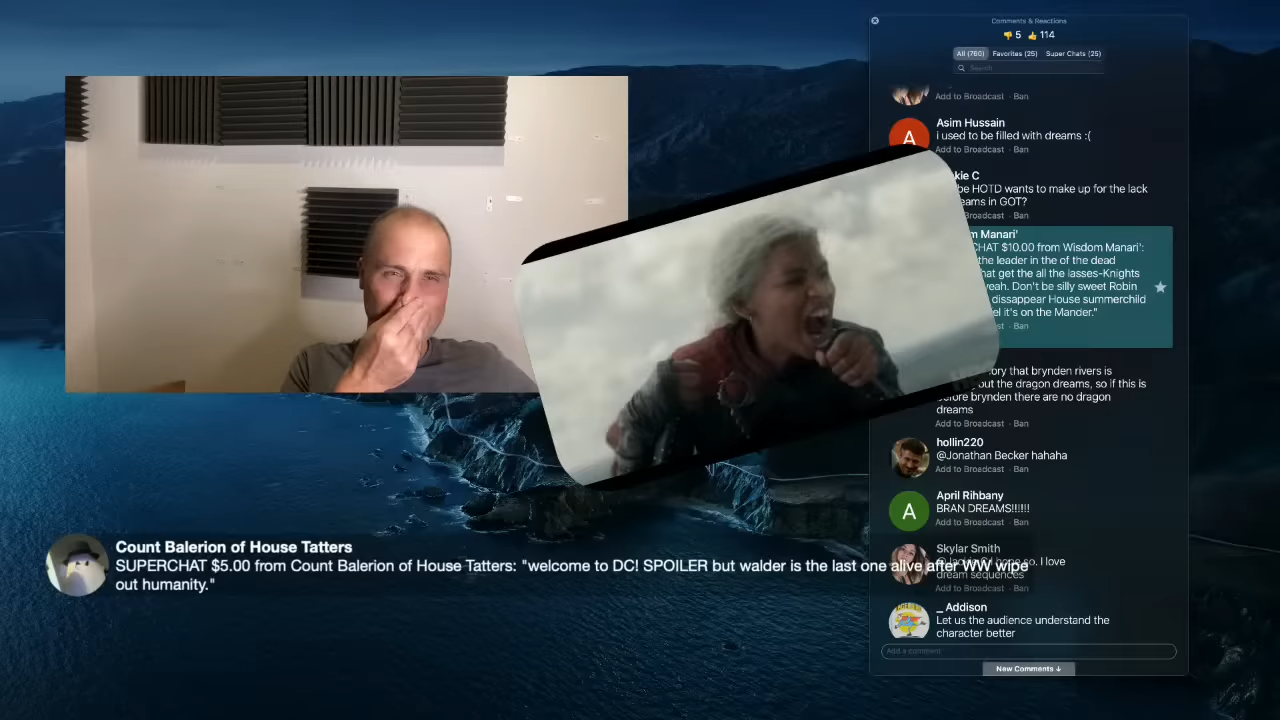 Comments & Reactions
👎 5 👍 114
All (760) Favorites (25) Super Chats (25)
Search
Add to Broadcast · Ban
Asim Hussain
i used to be filled with dreams :(
Add to Broadcast · Ban
kie C
be HOTD wants to make up for the lack
eams in GOT?
Add to Broadcast · Ban
m Manari'
CHAT $10.00 from Wisdom Manari':
the leader in the of the dead
hat get the all the lasses-Knights
yeah. Don't be silly sweet Robin
dissappear House summerchild
el it's on the Mander."
st · Ban
ory that brynden rivers is
out the dragon dreams, so if this is
before brynden there are no dragon
dreams
Add to Broadcast · Ban
hollin220
@Jonathan Becker hahaha
Add to Broadcast · Ban
A
April Rihbany
BRAN DREAMS!!!!!!
Add to Broadcast · Ban
Skylar Smith
so. I love
dream sequences
Add to Broadcast · Ban
_ Addison
Let us the audience understand the
character better
Add a comment
New Comments ↓
Count Balerion of House Tatters
SUPERCHAT $5.00 from Count Balerion of House Tatters: "welcome to DC! SPOILER but walder is the last one alive after WW wipe
out humanity."